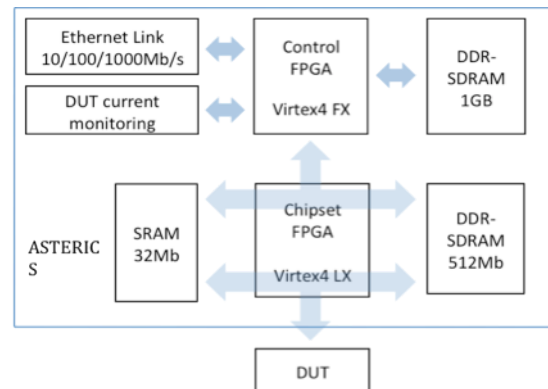 Ethernet Link
10/100/1000Mb/s
DUT current
monitoring
Control
FPGA
Virtex4 FX
DDR-
SDRAM
1GB
ASTERIC
S
SRAM
32Mb
Chipset
FPGA
Virtex4 LX
DDR-
SDRAM
512Mb
DUT